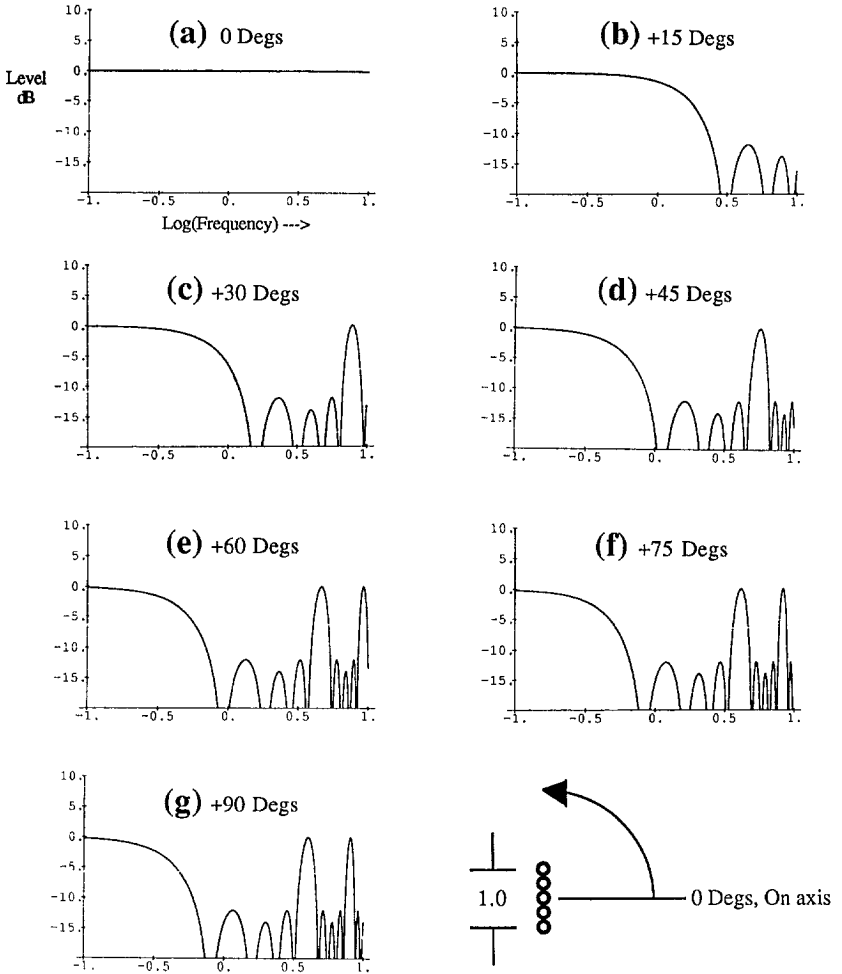 (a) 0 Degs
10.
Level
dB
0.
-5.
-10.
-15.
-1. -0.5 0. 0.5 1.
Log(Frequency) --->
(b) +15 Degs
10.
5.
0.
-5.
-10.
-15.
-1. -0.5 0. 0.5 1.
(c) +30 Degs
10.
5.
0.
-5.
-10.
-15.
-1. -0.5 0. 0.5 1.
(d) +45 Degs
10.
5.
0.
-5.
-10.
-15.
-1. -0.5 0. 0.5 1.
(e) +60 Degs
10.
5.
0.
-5.
-10.
-15.
-1. -0.5 0. 0.5 1.
(f) +75 Degs
10.
5.
0.
-5.
-10.
-15.
-1. -0.5 0. 0.5 1.
(g) +90 Degs
10.
5.
0.
-5.
-10.
-15.
-1. -0.5 0. 0.5 1.
1.0
0 Degs, On axis